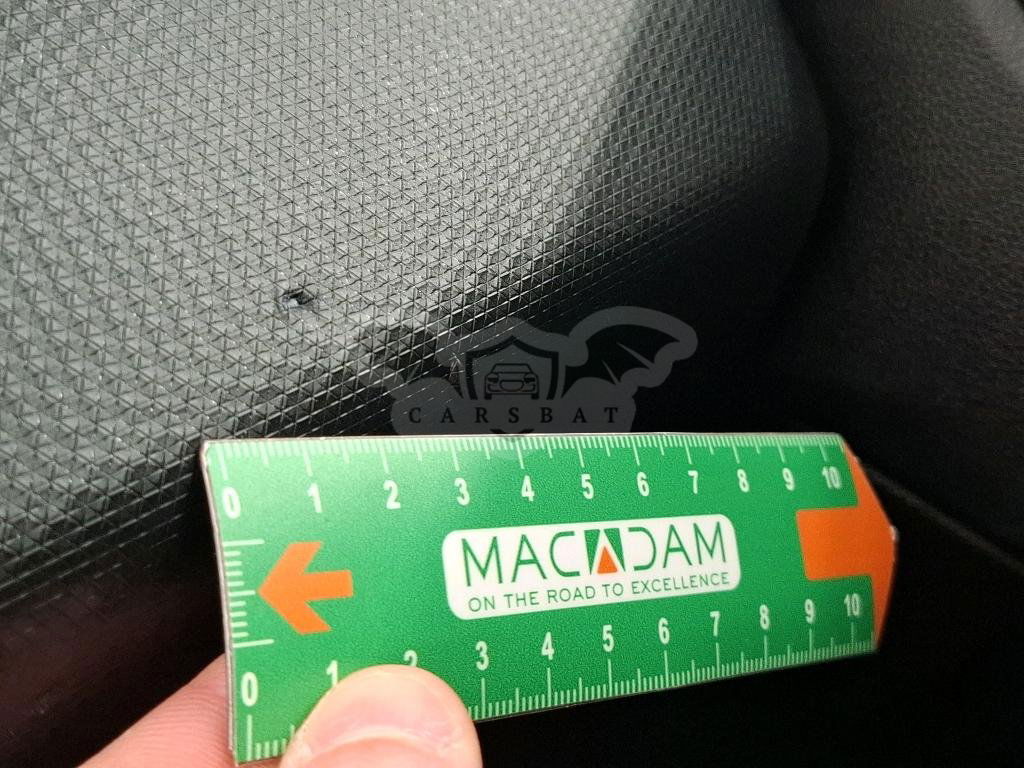 CARSBAT
0 1 2 3 4 5 6 7 8 9 10
MACADAM
ON THE ROAD TO EXCELLENCE
0 1 2 3 4 5 6 7 8 9 10